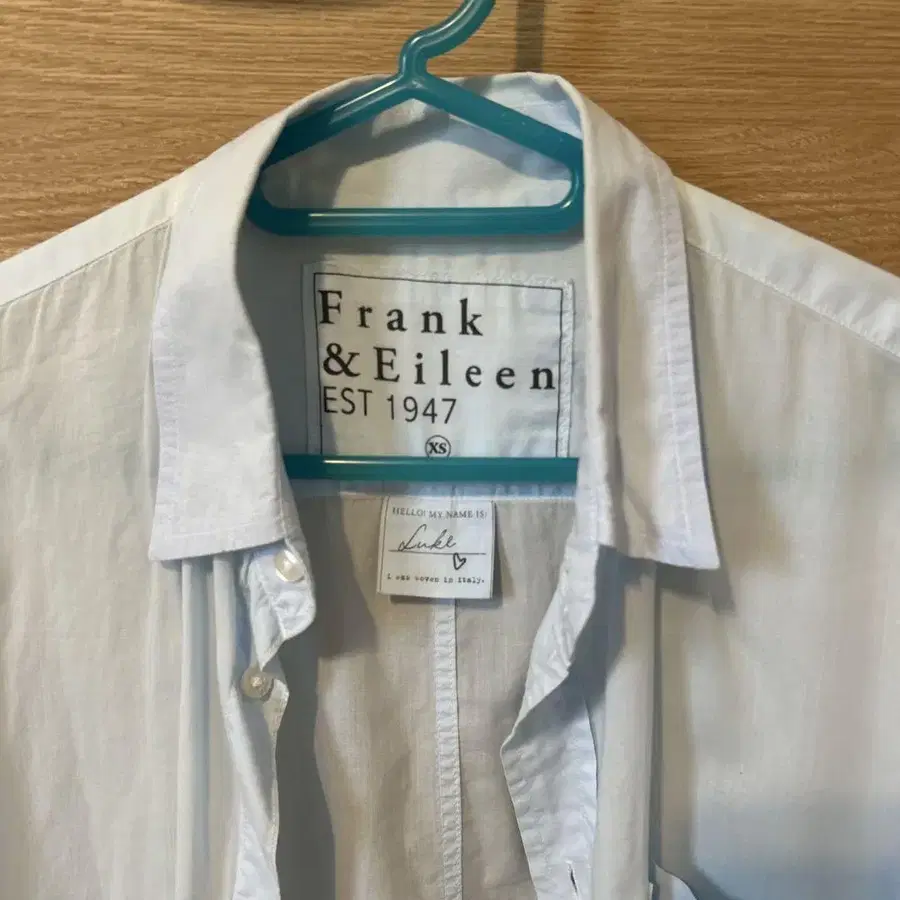 Frank
& Eileen
EST 1947
XS
HELLO! MY NAME IS:
Luke
i was woven in italy.